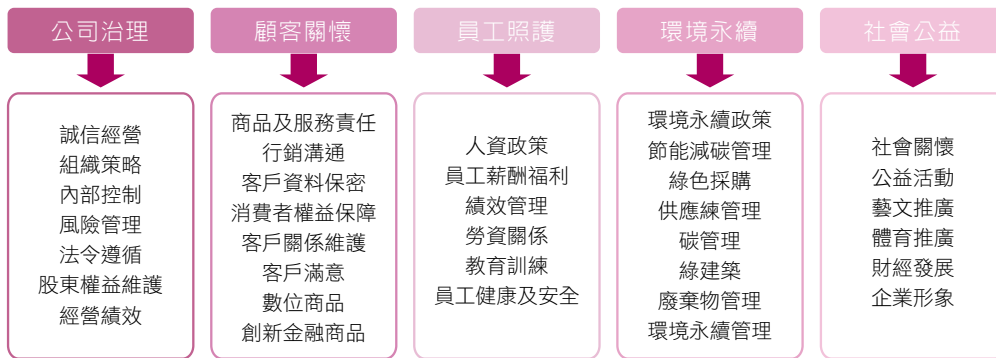 公司治理
誠信經營
組織策略
內部控制
風險管理
法令遵循
股東權益維護
經營績效
顧客關懷
商品及服務責任
行銷溝通
客戶資料保密
消費者權益保障
客戶關係維護
客戶滿意
數位商品
創新金融商品
員工照護
人資政策
員工薪酬福利
績效管理
勞資關係
教育訓練
員工健康及安全
環境永續
環境永續政策
節能減碳管理
綠色採購
供應練管理
碳管理
綠建築
廢棄物管理
環境永續管理
社會公益
社會關懷
公益活動
藝文推廣
體育推廣
財經發展
企業形象